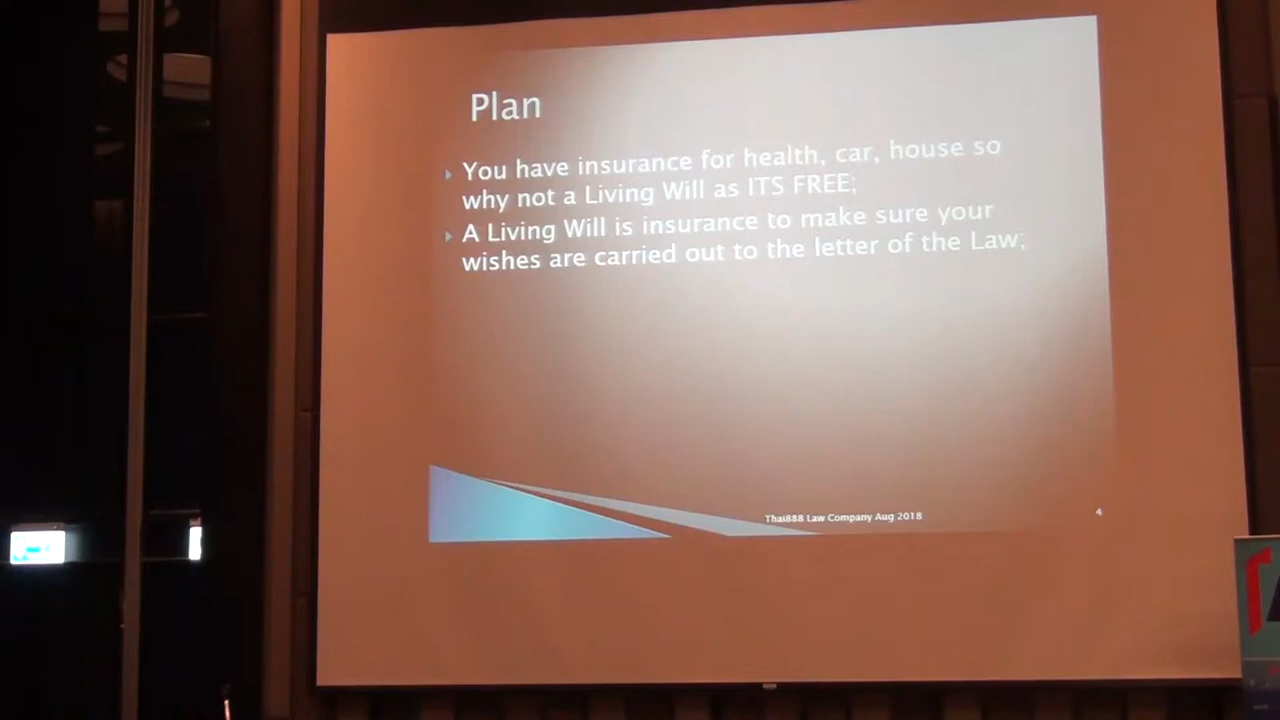 Plan
You have insurance for health, car, house so
why not a Living Will as ITS FREE;
A Living Will is insurance to make sure your
wishes are carried out to the letter of the Law;
Thai888 Law Company Aug 2018
4